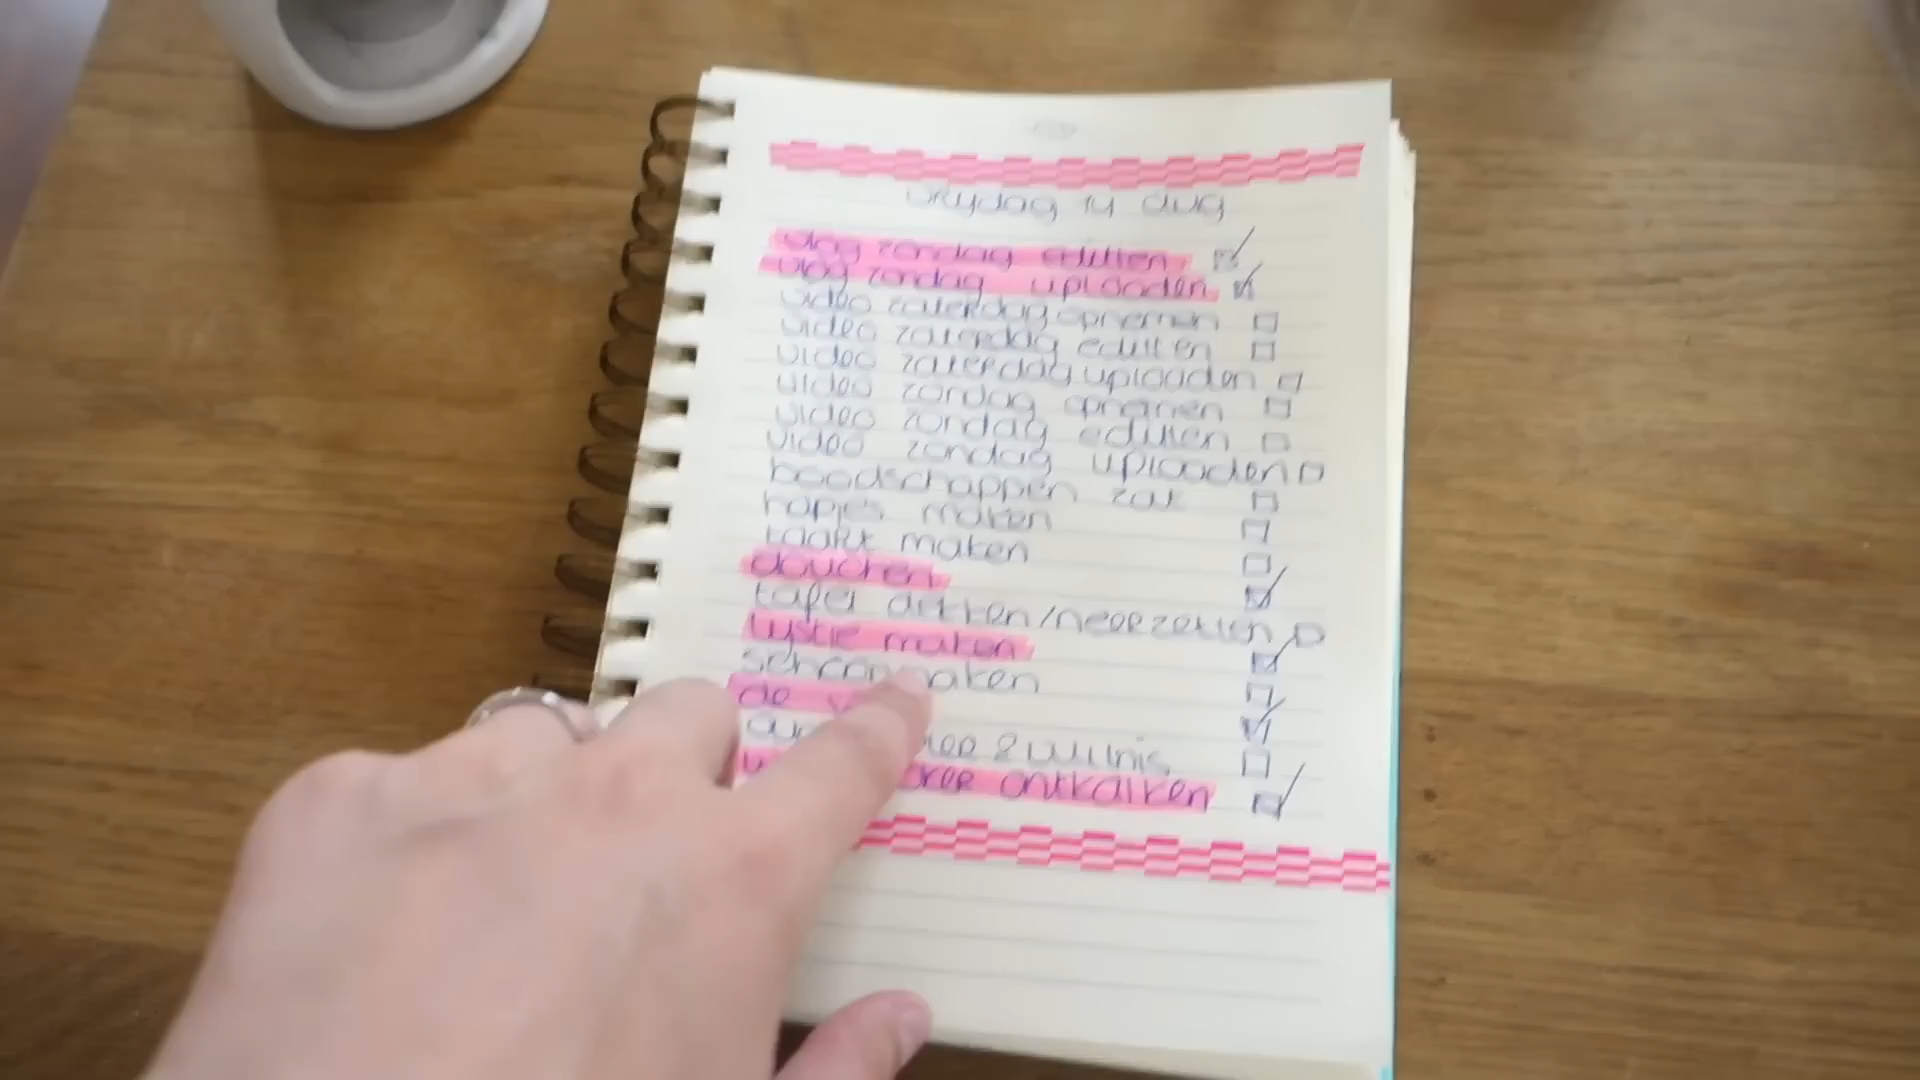 vrijdag 14 aug
vlog zondag editten
vlog zondag uploaden
video zaterdag opnemen
video zaterdag editten
video zaterdag uploaden
video zondag opnemen
video zondag editten
video zondag uploaden
boodschappen
hapjes maken
taart maken
douchen
tafel dekken/neerzetten
lijstje maken
maken
de
& vuilnis
ontkalken